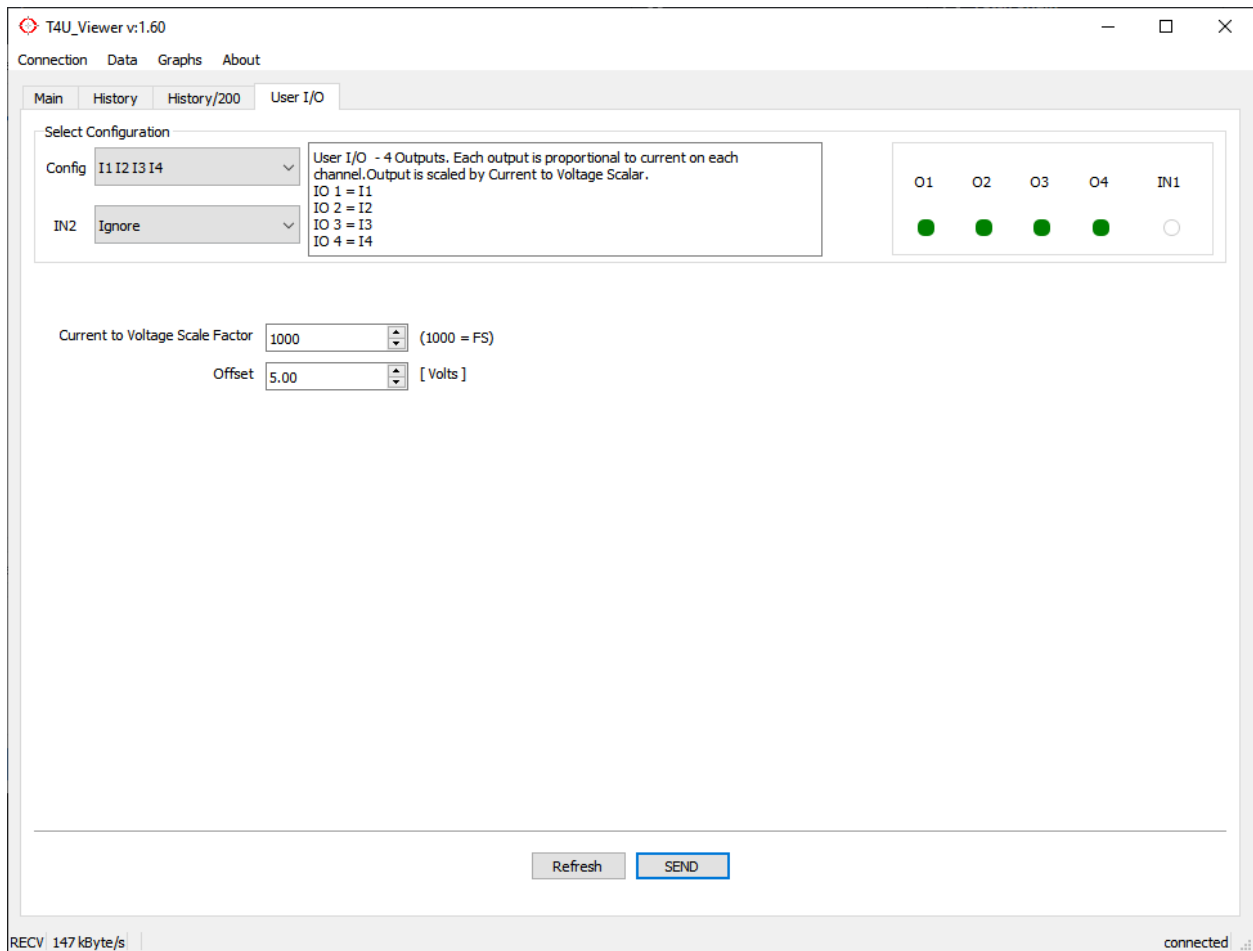 T4U_Viewer v:1.60
Connection Data Graphs About
Main History History/200 User I/O
Select Configuration
Config I1 I2 I3 I4
IN2 Ignore
User I/O - 4 Outputs. Each output is proportional to current on each
channel.Output is scaled by Current to Voltage Scalar.
IO 1 = I1
IO 2 = I2
IO 3 = I3
IO 4 = I4
O1 O2 O3 O4 IN1
Current to Voltage Scale Factor 1000 (1000 = FS)
Offset 5.00 [ Volts ]
Refresh SEND
RECV 147 kByte/s connected